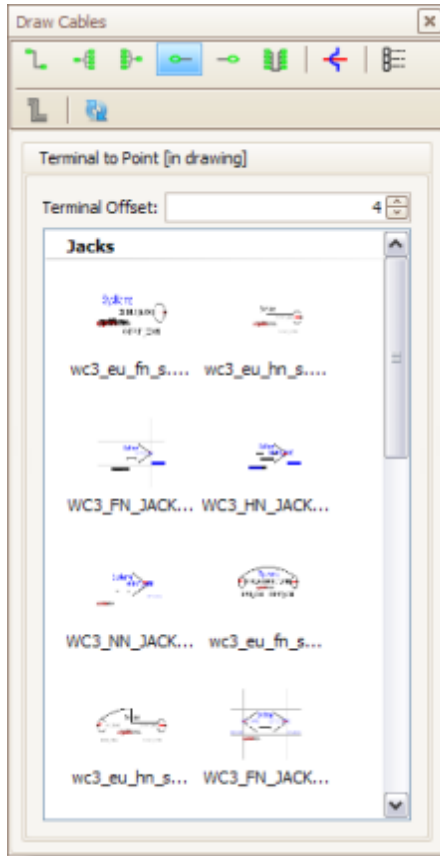 Draw Cables
Terminal to Point [in drawing]
Terminal Offset: 4
Jacks
wc3_eu_fn_s.... wc3_eu_hn_s....
WC3_FN_JACK... WC3_HN_JACK...
WC3_NN_JACK... wc3_eu_fn_s...
wc3_eu_hn_s... WC3_FN_JACK...